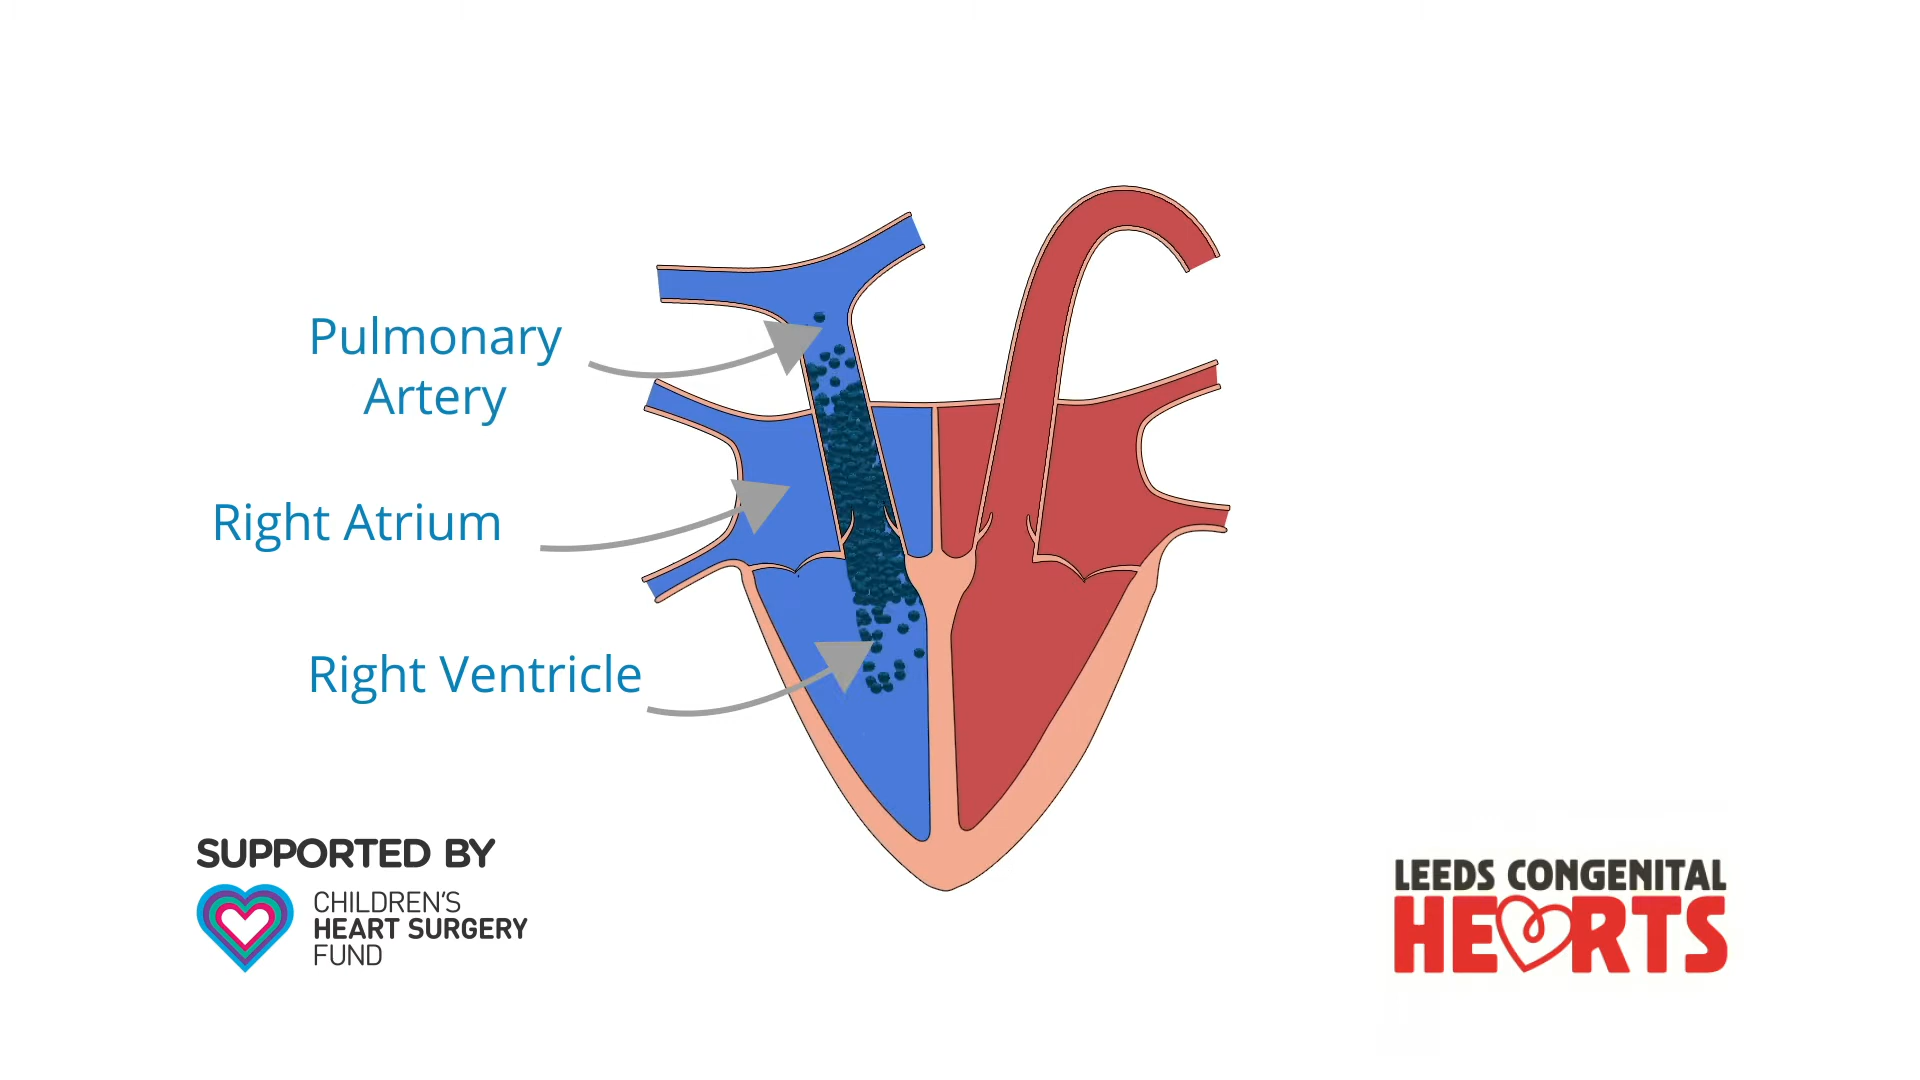 Pulmonary
Artery
Right Atrium
Right Ventricle
SUPPORTED BY
CHILDREN'S
HEART SURGERY
FUND
LEEDS CONGENITAL
HEARTS